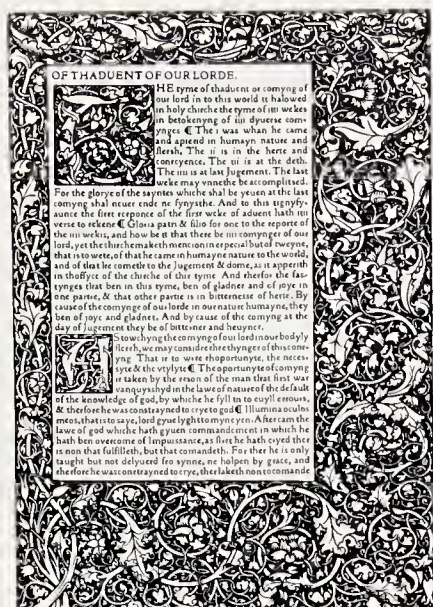 OF THADUENT OF OUR LORDE.
THE tyme of thaduent or comyng of
our lord in to this world is halowed
in holy chirche the tyme of iiii wekes
in betokenyng of iiii dyuerse com-
ynges ❡ The i was whan he came
and apierid in humayn nature and
flessh. The ii is in the herte and
conscyence. The iii is at deth.
The iiii is at last Jugement. The last
weke may vnnethe be accomplised.
For the glorye of the sayntes whiche shal be yeuen at the last
comyng shal neuer ende ne fynysshe. And to this signyfy-
aunce the first responce of the first weke of aduent hath iiii
verse to rekene ❡ Gloria patri & filio for one to the reporte of
the iiii wekis, and how be it that there be iiii comynges of our
lord, yet the chirche maketh mencion in especial but of tweyne,
that is to wete, of that he came in humayne nature to the world,
and of that he cometh to the Jugement & dome, as it apperith
in thoffyce of the chirche of this tyme. And therfor the fas-
tynges that ben in this tyme, ben of gladnes and of joye in
one partie, & that other partie is in bitternesse of herte. By
cause of the comynge of our lorde in our nature humayne, they
ben of joye and gladnes. And by cause of the comyng at the
day of Jugement they be of bitternes and heuynes.
AS towchyng the comyng of our lord in our bodyly
flessh, we may considre thre thynges of this com-
yng. That is to wete thoportunyte, the neces-
syte & the vtylyte ❡ The oportunyte of comyng
is taken by the reson of the man that first was
vanquysshyd in the lawe of nature of the default
of the knowledge of god, by whiche he fyll in to euyll errours,
& therfore he was constrayned to crye to god ❡ Illumina oculos
meos, that is to saye, lord gyue lyght to myn eyen. After cam the
lawe of god whiche hath gyuen commandement in which he
hath ben overcome of Impuissance, as first he hath cryed ther
is non that fulfilleth, but that comandeth. For ther he is only
taught but not delyuerd fro synne, ne holpen by grace, and
therfore he was constrayned to crye, ther lacketh non to comande